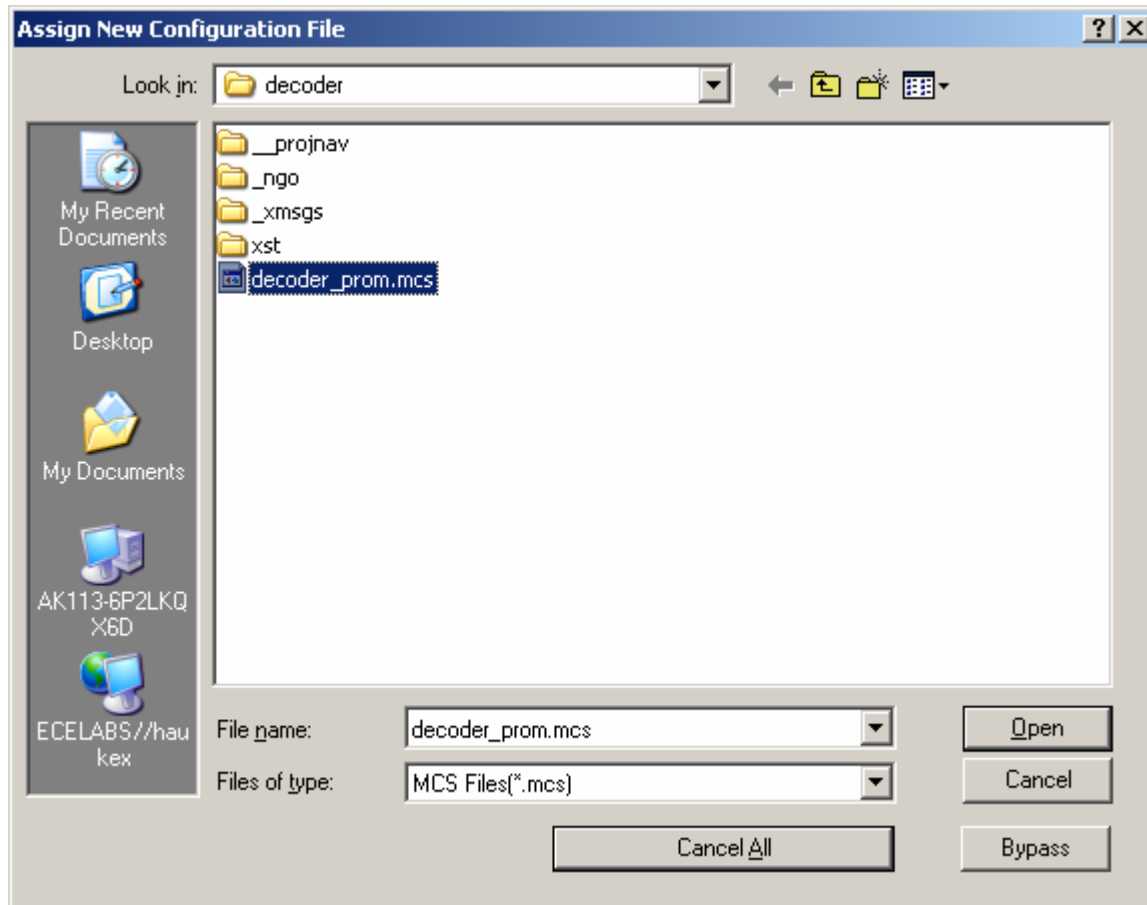 Assign New Configuration File
Look in:
decoder
My Recent
Documents
Desktop
My Documents
AK113-6P2LKQ
X6D
ECELABS//hau
kex
__projnav
_ngo
_xmsgs
xst
decoder_prom.mcs
File name:
decoder_prom.mcs
Open
Files of type:
MCS Files(*.mcs)
Cancel
Cancel All
Bypass